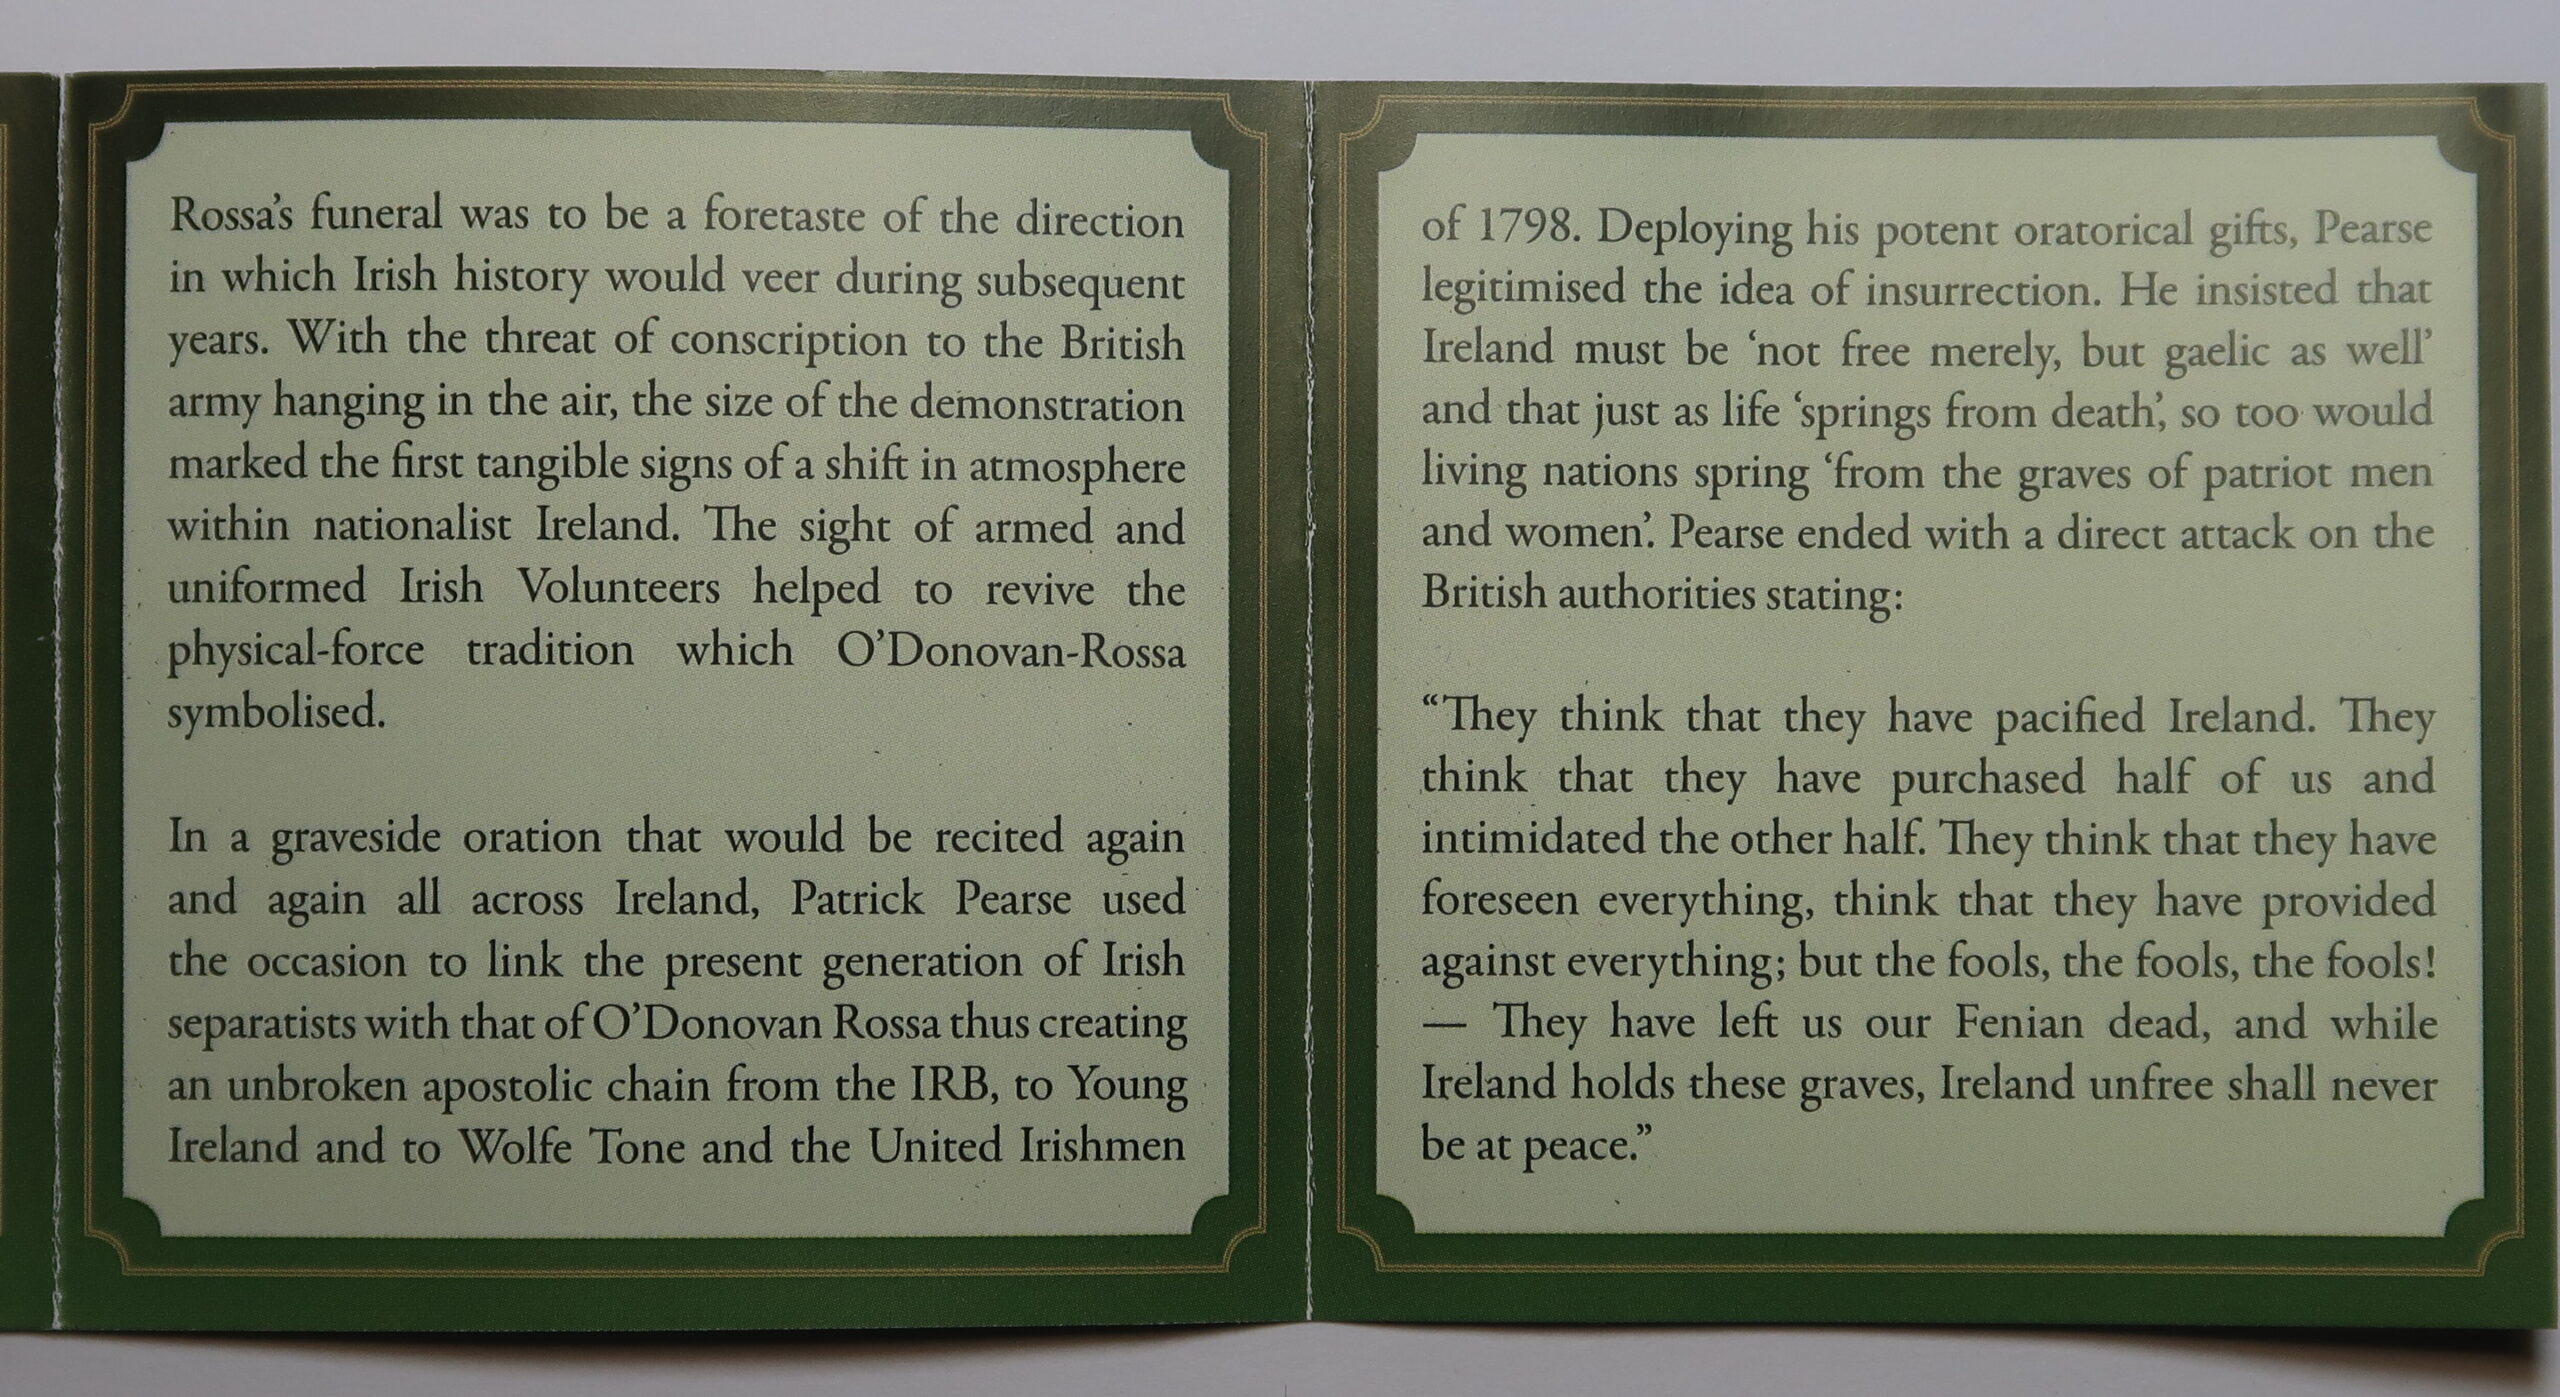 Rossa's funeral was to be a foretaste of the direction
in which Irish history would veer during subsequent
years. With the threat of conscription to the British
army hanging in the air, the size of the demonstration
marked the first tangible signs of a shift in atmosphere
within nationalist Ireland. The sight of armed and
uniformed Irish Volunteers helped to revive the
physical-force tradition which O'Donovan-Rossa
symbolised.
In a graveside oration that would be recited again
and again all across Ireland, Patrick Pearse used
the occasion to link the present generation of Irish
separatists with that of O'Donovan Rossa thus creating
an unbroken apostolic chain from the IRB, to Young
Ireland and to Wolfe Tone and the United Irishmen
of 1798. Deploying his potent oratorical gifts, Pearse
legitimised the idea of insurrection. He insisted that
Ireland must be ‘not free merely, but gaelic as well’
and that just as life ‘springs from death’, so too would
living nations spring ‘from the graves of patriot men
and women’. Pearse ended with a direct attack on the
British authorities stating:
“They think that they have pacified Ireland. They
think that they have purchased half of us and
intimidated the other half. They think that they have
foreseen everything, think that they have provided
against everything; but the fools, the fools, the fools!
— They have left us our Fenian dead, and while
Ireland holds these graves, Ireland unfree shall never
be at peace.”